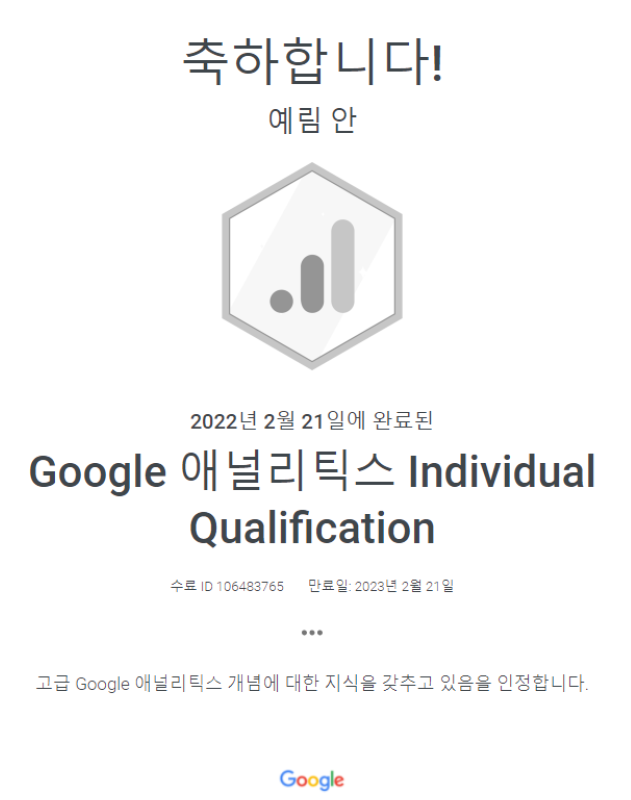 축하합니다!
예림 안
2022년 2월 21일에 완료된
Google 애널리틱스 Individual
Qualification
수료 ID 106483765 만료일: 2023년 2월 21일
•••
고급 Google 애널리틱스 개념에 대한 지식을 갖추고 있음을 인정합니다.
Google